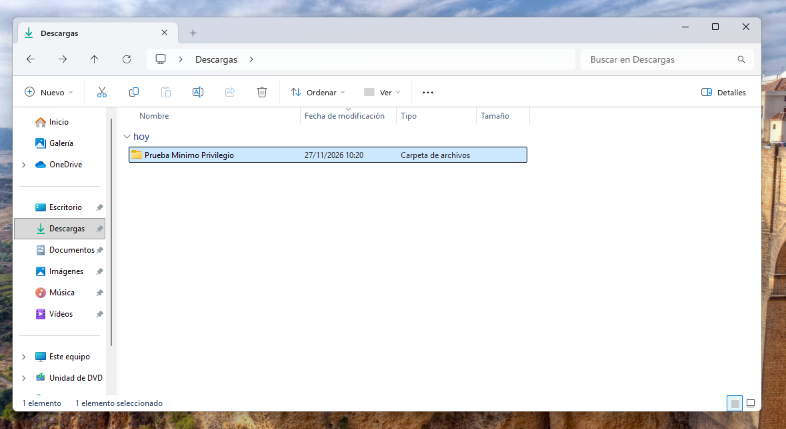 Descargas
Descargas
Buscar en Descargas
Nuevo
Ordenar
Ver
Detalles
Nombre
Fecha de modificación
Tipo
Tamaño
hoy
Prueba Minimo Privilegio
27/11/2026 10:20
Carpeta de archivos
Inicio
Galería
OneDrive
Escritorio
Descargas
Documentos
Imágenes
Música
Vídeos
Este equipo
Unidad de DVD
1 elemento
1 elemento seleccionado